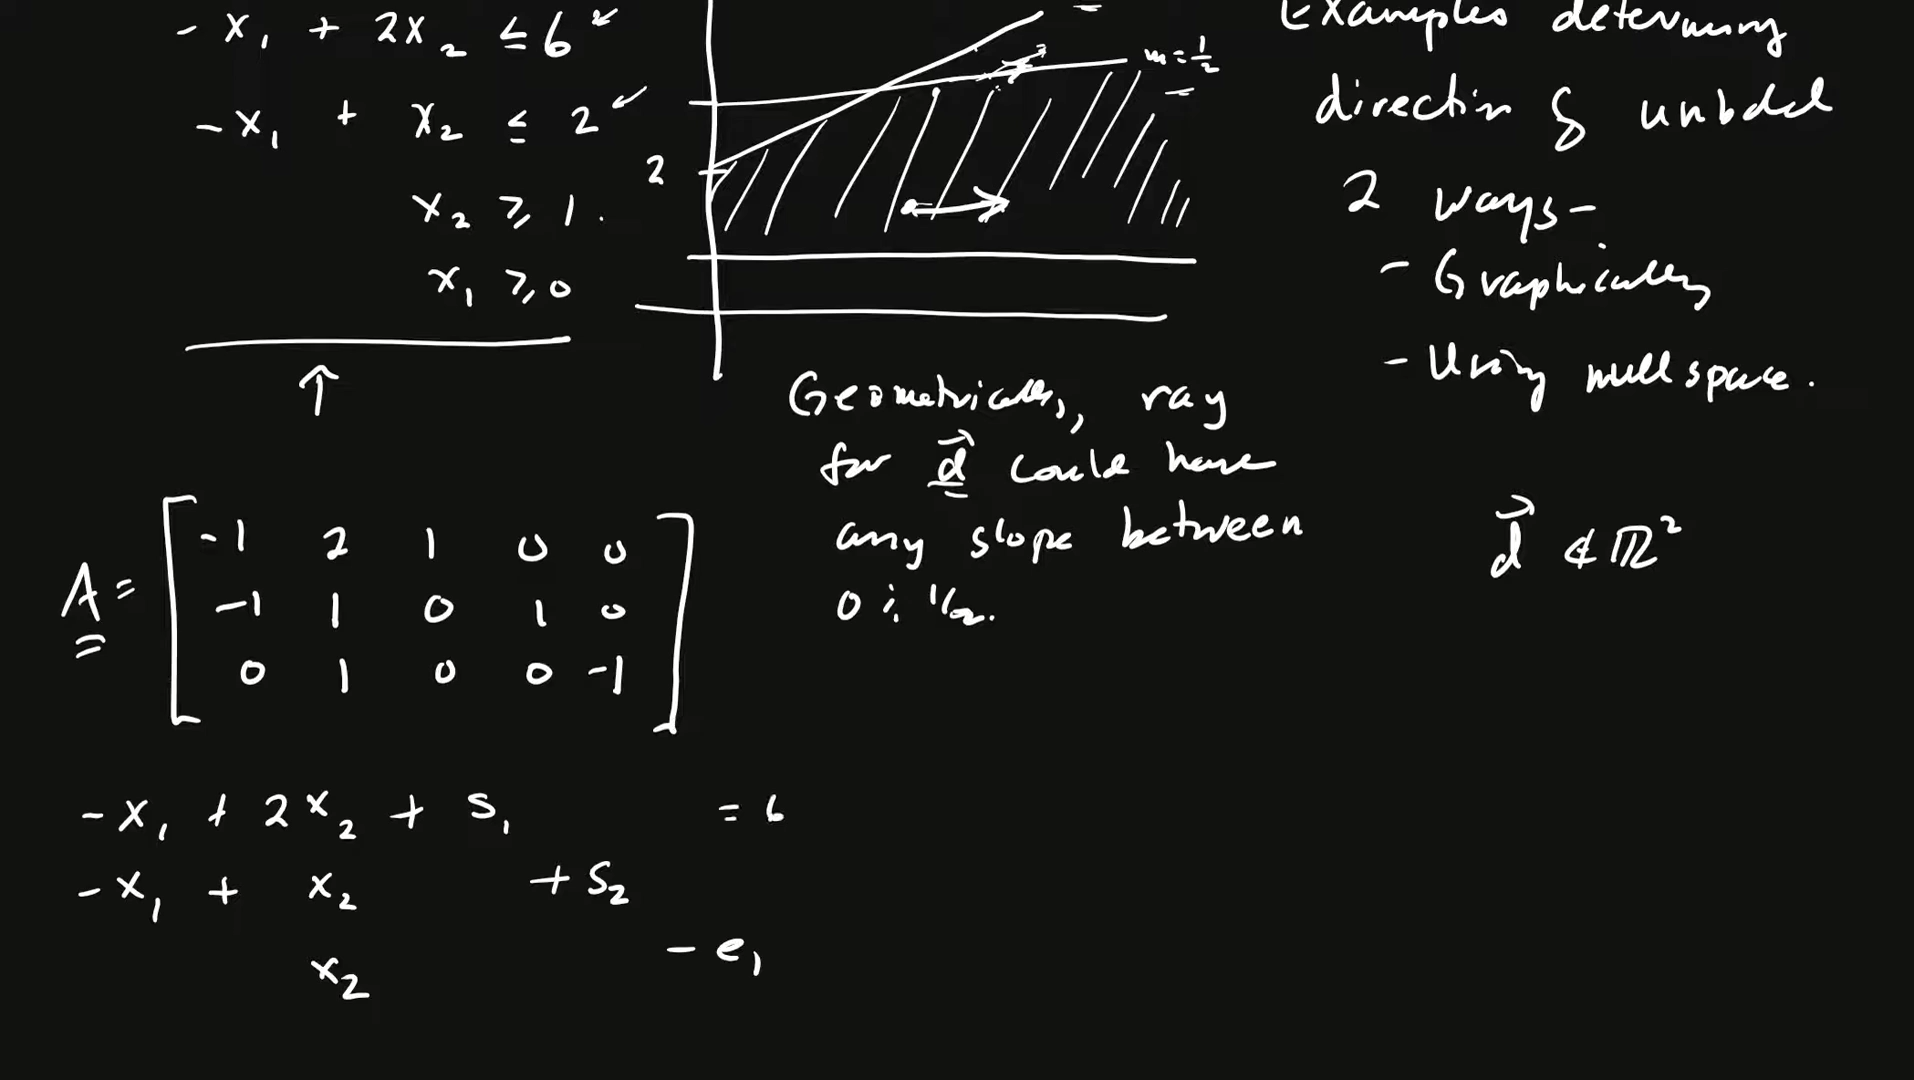 - x₁ + 2x₂ ≤ 6
- x₁ + x₂ ≤ 2
x₂ ≥ 1.
x₁ ≥ 0
2
m = 1/2
Examples determining
direction of unbdd
2 ways -
- Graphically
- Using null space.
Geometrically, ray
for d⃗ could have
any slope between
0 & 1/2.
d⃗ ∉ ℝ²
A = [
-1 2 1 0 0
-1 1 0 1 0
0 1 0 0 -1
]
- x₁ + 2x₂ + s₁ = 6
- x₁ + x₂ + s₂
x₂ - e₁